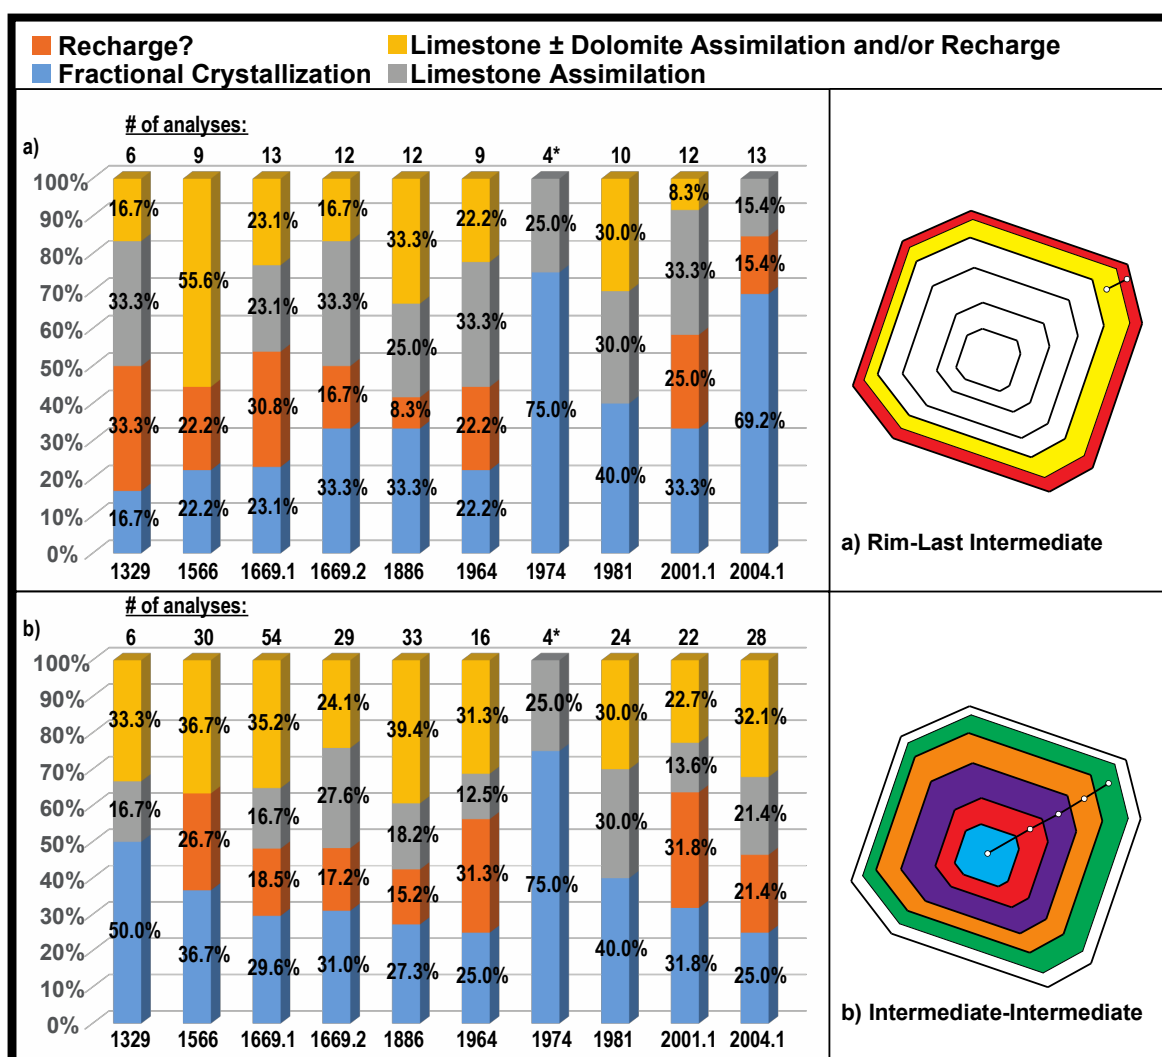 Recharge? Limestone ± Dolomite Assimilation and/or Recharge
Fractional Crystallization Limestone Assimilation
# of analyses:
a)
6 9 13 12 12 9 4* 10 12 13
100%
90%
80%
70%
60%
50%
40%
30%
20%
10%
0%
16.7% 55.6% 23.1% 16.7% 33.3% 22.2% 25.0% 30.0% 8.3% 15.4%
33.3% 22.2% 23.1% 33.3% 25.0% 33.3% 75.0% 30.0% 33.3% 15.4%
33.3% 22.2% 30.8% 16.7% 8.3% 22.2% 40.0% 25.0% 69.2%
16.7% 23.1% 33.3% 33.3% 22.2% 33.3%
1329 1566 1669.1 1669.2 1886 1964 1974 1981 2001.1 2004.1
a) Rim-Last Intermediate
# of analyses:
b)
6 30 54 29 33 16 4* 24 22 28
100%
90%
80%
70%
60%
50%
40%
30%
20%
10%
0%
33.3% 36.7% 35.2% 24.1% 39.4% 31.3% 25.0% 30.0% 22.7% 32.1%
16.7% 26.7% 16.7% 27.6% 18.2% 12.5% 75.0% 30.0% 13.6% 21.4%
50.0% 36.7% 18.5% 17.2% 15.2% 31.3% 40.0% 31.8% 21.4%
29.6% 31.0% 27.3% 25.0% 31.8% 25.0%
1329 1566 1669.1 1669.2 1886 1964 1974 1981 2001.1 2004.1
b) Intermediate-Intermediate